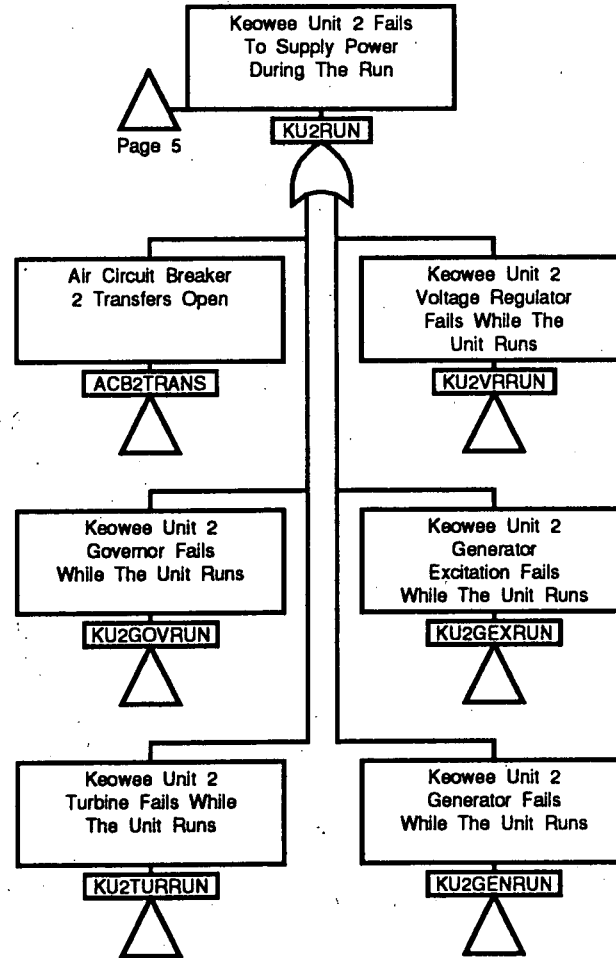 Keowee Unit 2 Fails
To Supply Power
During The Run
Page 5
KU2RUN
Air Circuit Breaker
2 Transfers Open
ACB2TRANS
Keowee Unit 2
Voltage Regulator
Fails While The
Unit Runs
KU2VRRUN
Keowee Unit 2
Governor Fails
While The Unit Runs
KU2GOVRUN
Keowee Unit 2
Generator
Excitation Fails
While The Unit Runs
KU2GEXRUN
Keowee Unit 2
Turbine Fails While
The Unit Runs
KU2TURRUN
Keowee Unit 2
Generator Fails
While The Unit Runs
KU2GENRUN